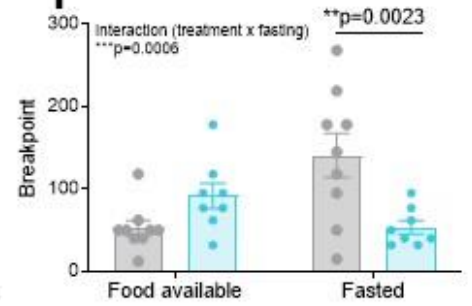 300
Interaction (treatment x fasting)
***p=0.0006
**p=0.0023
200
100
0
Breakpoint
Food available
Fasted